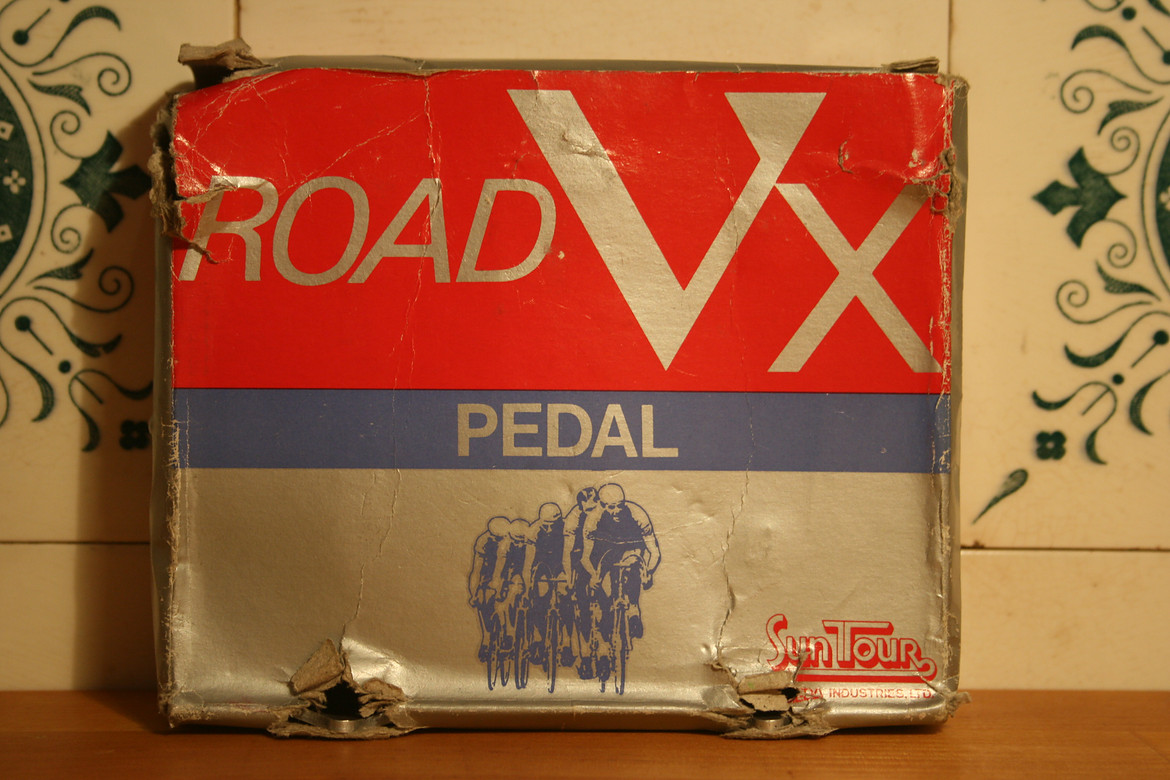 ROAD VX
PEDAL
SunTour
INDUSTRIES, LTD.